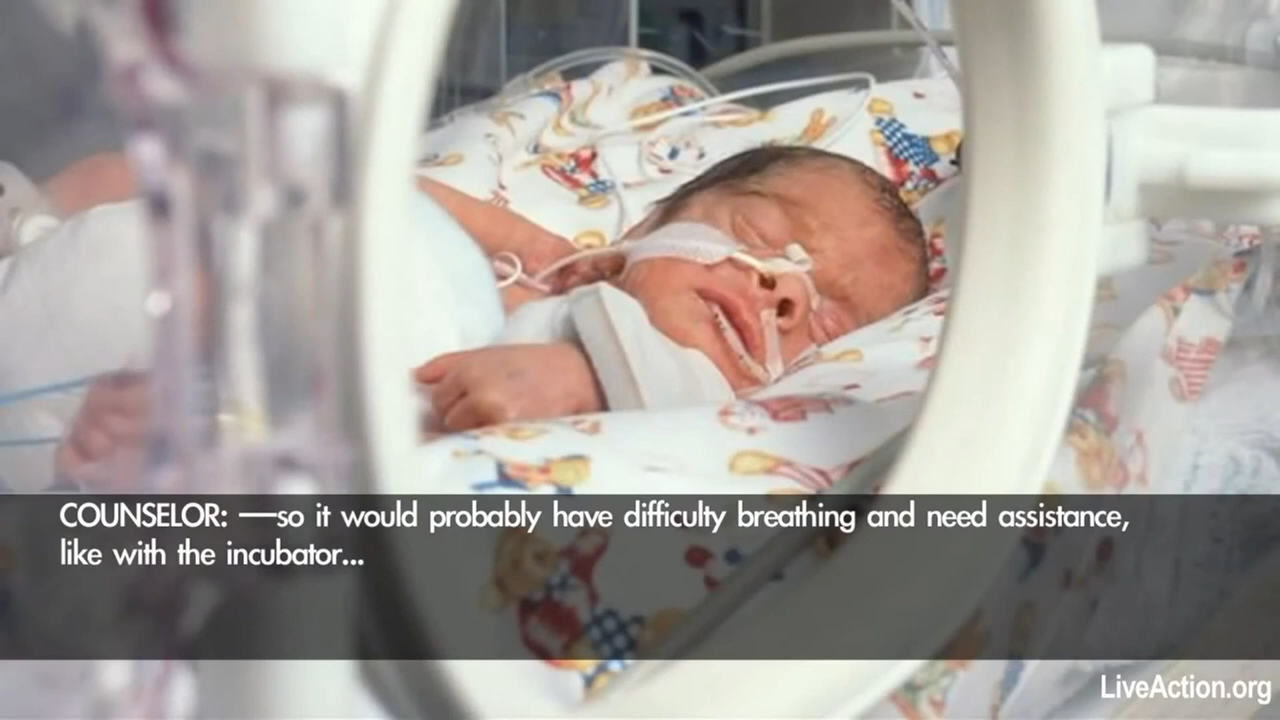 COUNSELOR: —so it would probably have difficulty breathing and need assistance,
like with the incubator...
LiveAction.org